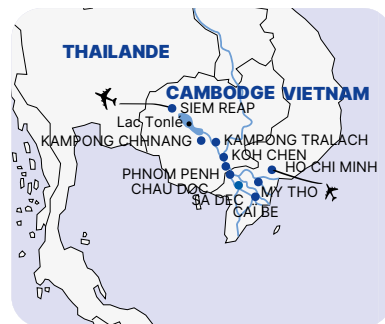 THAILANDE
CAMBODGE VIETNAM
SIEM REAP
Lac Tonlé
KAMPONG CHHNANG
KAMPONG TRALACH
KOH CHEN
HO CHI MINH
PHNOM PENH
CHAU DOC
SA DEC
MY THO
CAI BE